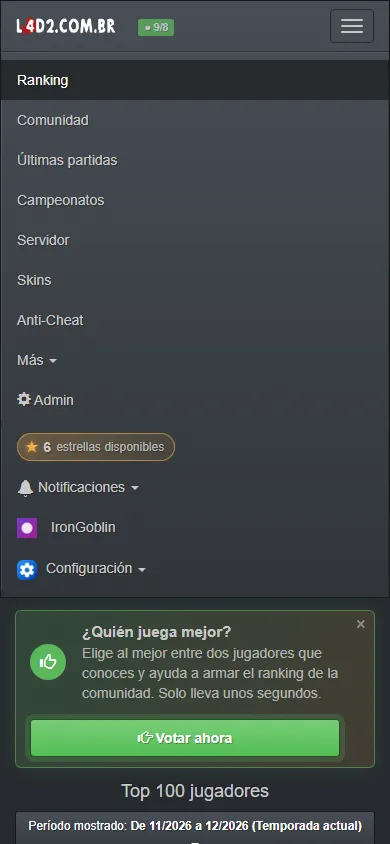 L4D2.COM.BR
9/8
Ranking
Comunidad
Últimas partidas
Campeonatos
Servidor
Skins
Anti-Cheat
Más
Admin
6 estrellas disponibles
Notificaciones
IronGoblin
Configuración
¿Quién juega mejor?
×
Elige al mejor entre dos jugadores que
conoces y ayuda a armar el ranking de la
comunidad. Solo lleva unos segundos.
Votar ahora
Top 100 jugadores
Período mostrado: De 11/2026 a 12/2026 (Temporada actual)